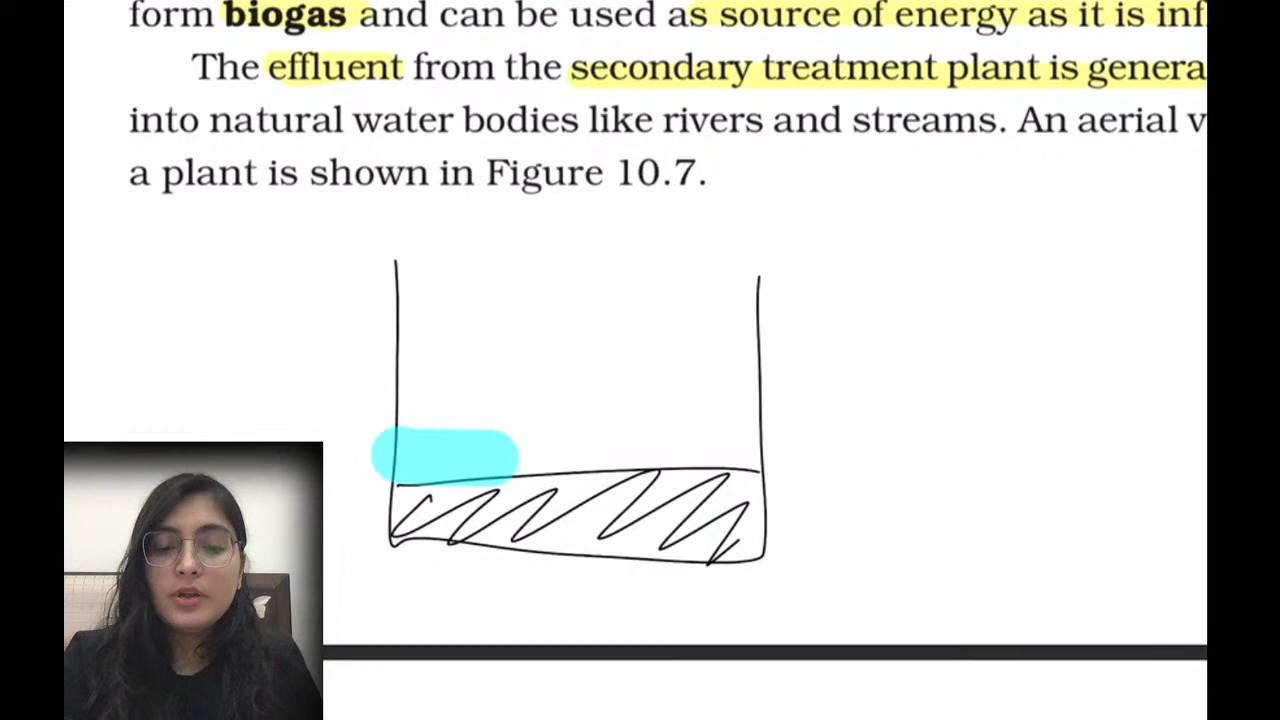 form biogas and can be used as source of energy as it is inf
The effluent from the secondary treatment plant is genera
into natural water bodies like rivers and streams. An aerial v
a plant is shown in Figure 10.7.